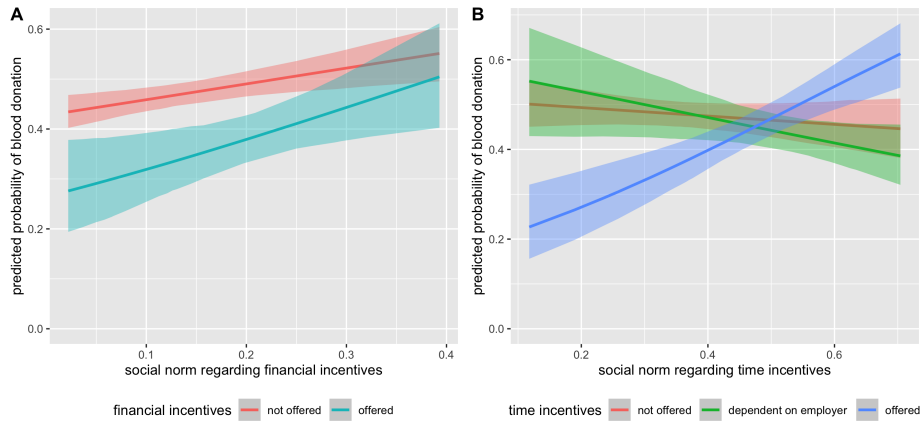 A
predicted probability of blood donation
0.6
0.4
0.2
0.0
0.1 0.2 0.3 0.4
social norm regarding financial incentives
financial incentives not offered offered
B
predicted probability of blood donation
0.6
0.4
0.2
0.0
0.2 0.4 0.6
social norm regarding time incentives
time incentives not offered dependent on employer offered